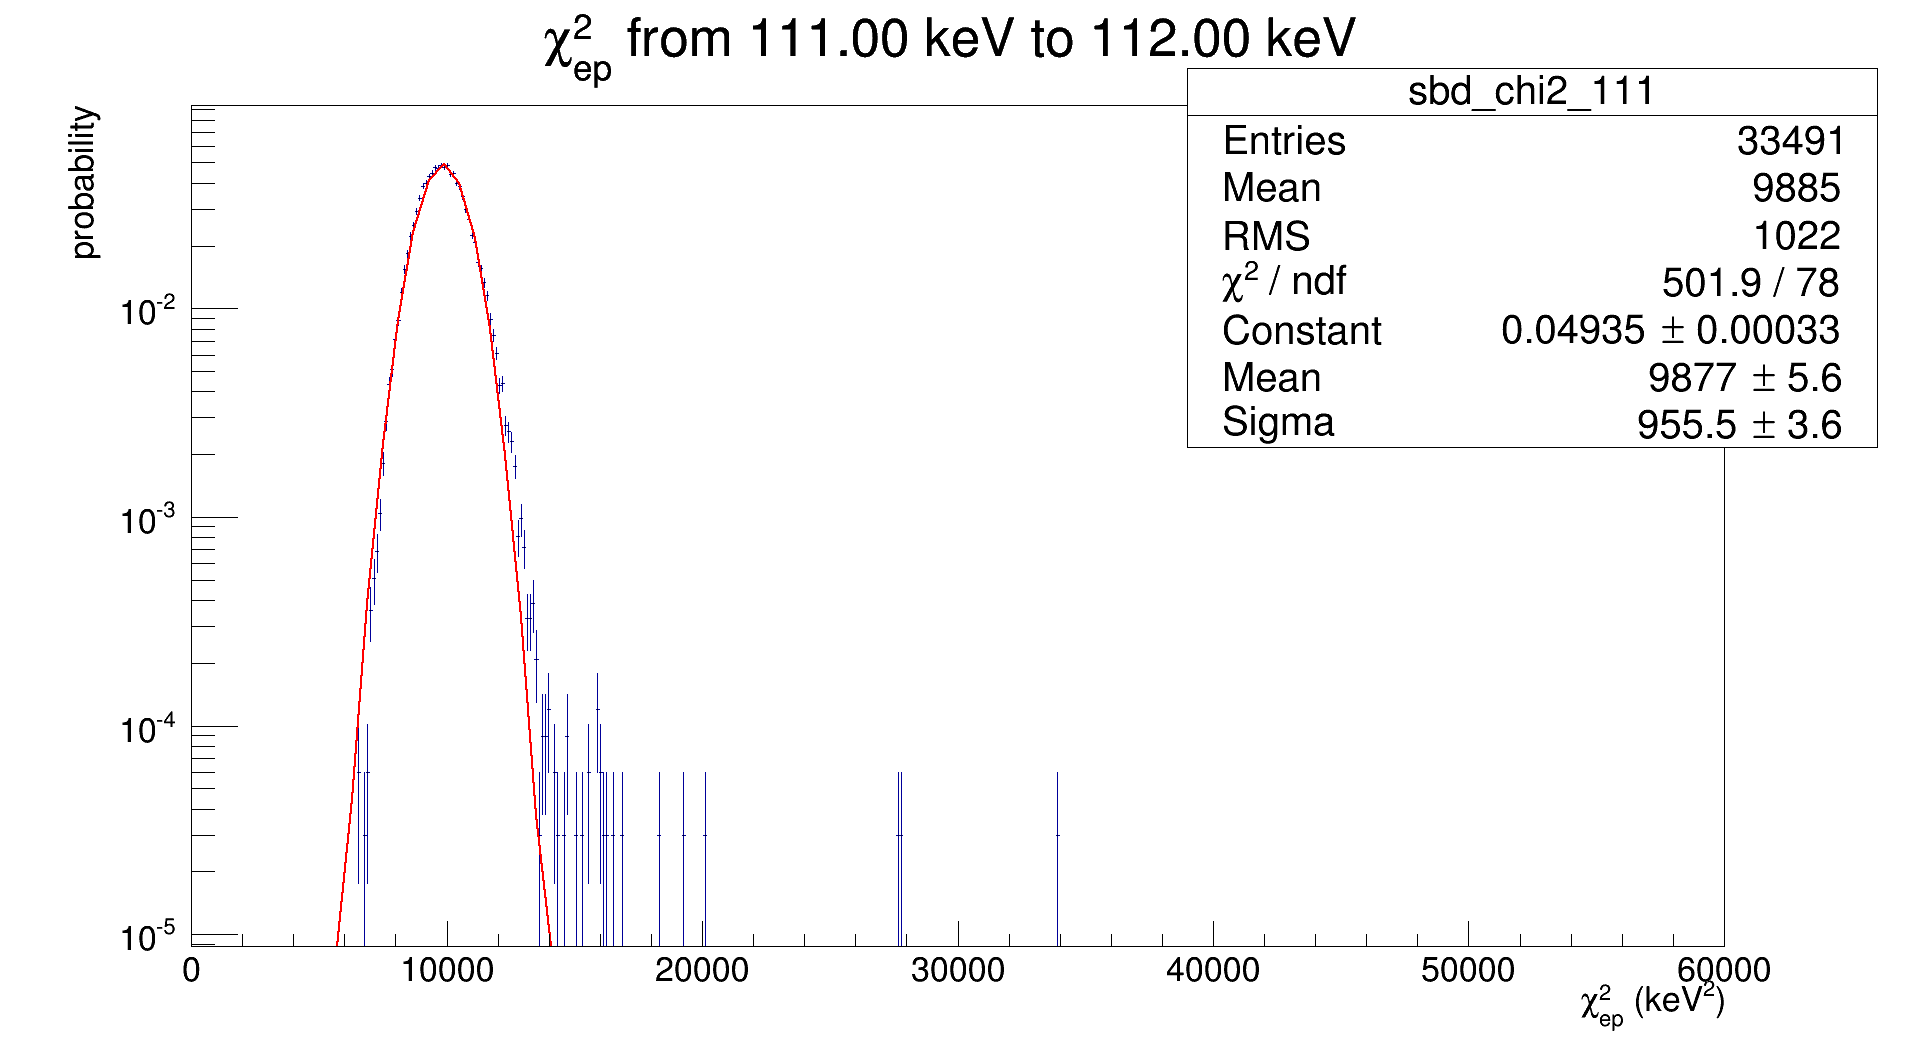 χ²ep from 111.00 keV to 112.00 keV
sbd_chi2_111
Entries 33491
Mean 9885
RMS 1022
χ² / ndf 501.9 / 78
Constant 0.04935 ± 0.00033
Mean 9877 ± 5.6
Sigma 955.5 ± 3.6
probability
10⁻²
10⁻³
10⁻⁴
10⁻⁵
0 10000 20000 30000 40000 50000 60000
χ²ep (keV²)